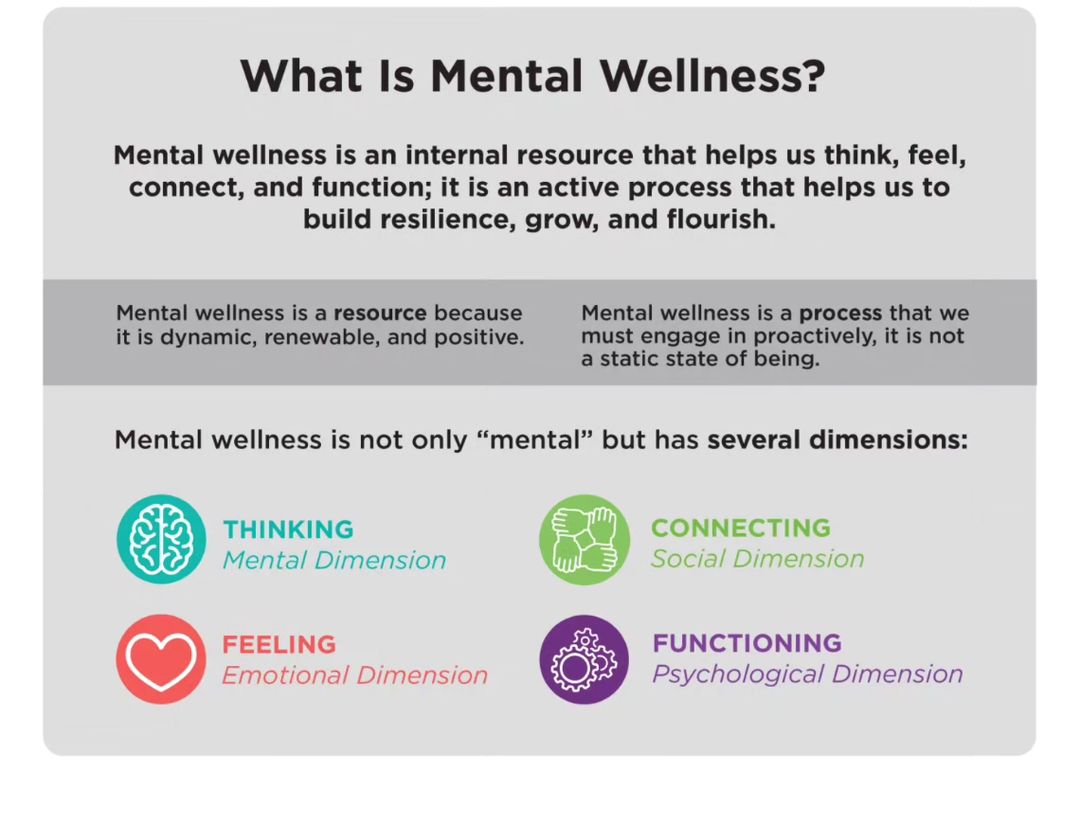 What Is Mental Wellness?
Mental wellness is an internal resource that helps us think, feel,
connect, and function; it is an active process that helps us to
build resilience, grow, and flourish.
Mental wellness is a resource because
it is dynamic, renewable, and positive.
Mental wellness is a process that we
must engage in proactively, it is not
a static state of being.
Mental wellness is not only “mental” but has several dimensions:
THINKING
Mental Dimension
CONNECTING
Social Dimension
FEELING
Emotional Dimension
FUNCTIONING
Psychological Dimension